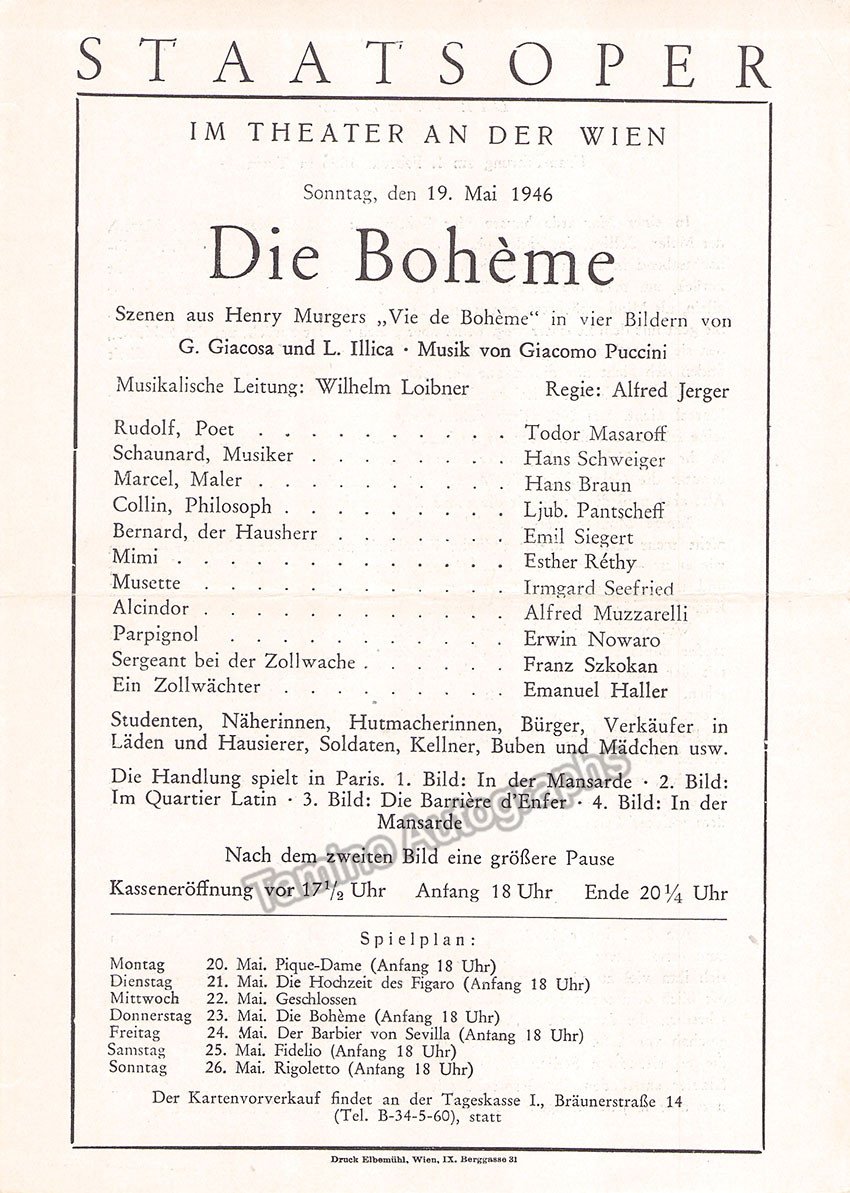 STAATSOPER
IM THEATER AN DER WIEN
Sonntag, den 19. Mai 1946
Die Bohème
Szenen aus Henry Murgers „Vie de Bohème“ in vier Bildern von
G. Giacosa und L. Illica · Musik von Giacomo Puccini
Musikalische Leitung: Wilhelm Loibner Regie: Alfred Jerger
Rudolf, Poet . . . . . . . . . . Todor Masaroff
Schaunard, Musiker . . . . . . . . Hans Schweiger
Marcel, Maler . . . . . . . . . . Hans Braun
Collin, Philosoph . . . . . . . . . Ljub. Pantscheff
Bernard, der Hausherr . . . . . . . Emil Siegert
Mimi . . . . . . . . . . . . . Esther Réthy
Musette . . . . . . . . . . . . Irmgard Seefried
Alcindor . . . . . . . . . . . . Alfred Muzzarelli
Parpignol . . . . . . . . . . . Erwin Nowaro
Sergeant bei der Zollwache . . . . . . Franz Szkokan
Ein Zollwächter . . . . . . . . . Emanuel Haller
Studenten, Näherinnen, Hutmacherinnen, Bürger, Verkäufer in
Läden und Hausierer, Soldaten, Kellner, Buben und Mädchen usw.
Die Handlung spielt in Paris. 1. Bild: In der Mansarde · 2. Bild:
Im Quartier Latin · 3. Bild: Die Barrière d’Enfer · 4. Bild: In der
Mansarde
Tamino Autographs
Nach dem zweiten Bild eine größere Pause
Kasseneröffnung vor 17½ Uhr Anfang 18 Uhr Ende 20¼ Uhr
Spielplan:
Montag 20. Mai. Pique-Dame (Anfang 18 Uhr)
Dienstag 21. Mai. Die Hochzeit des Figaro (Anfang 18 Uhr)
Mittwoch 22. Mai. Geschlossen
Donnerstag 23. Mai. Die Bohème (Anfang 18 Uhr)
Freitag 24. Mai. Der Barbier von Sevilla (Anfang 18 Uhr)
Samstag 25. Mai. Fidelio (Anfang 18 Uhr)
Sonntag 26. Mai. Rigoletto (Anfang 18 Uhr)
Der Kartenvorverkauf findet an der Tageskasse I., Bräunerstraße 14
(Tel. B-34-5-60), statt
Druck Elbemühl, Wien, IX. Berggasse 31